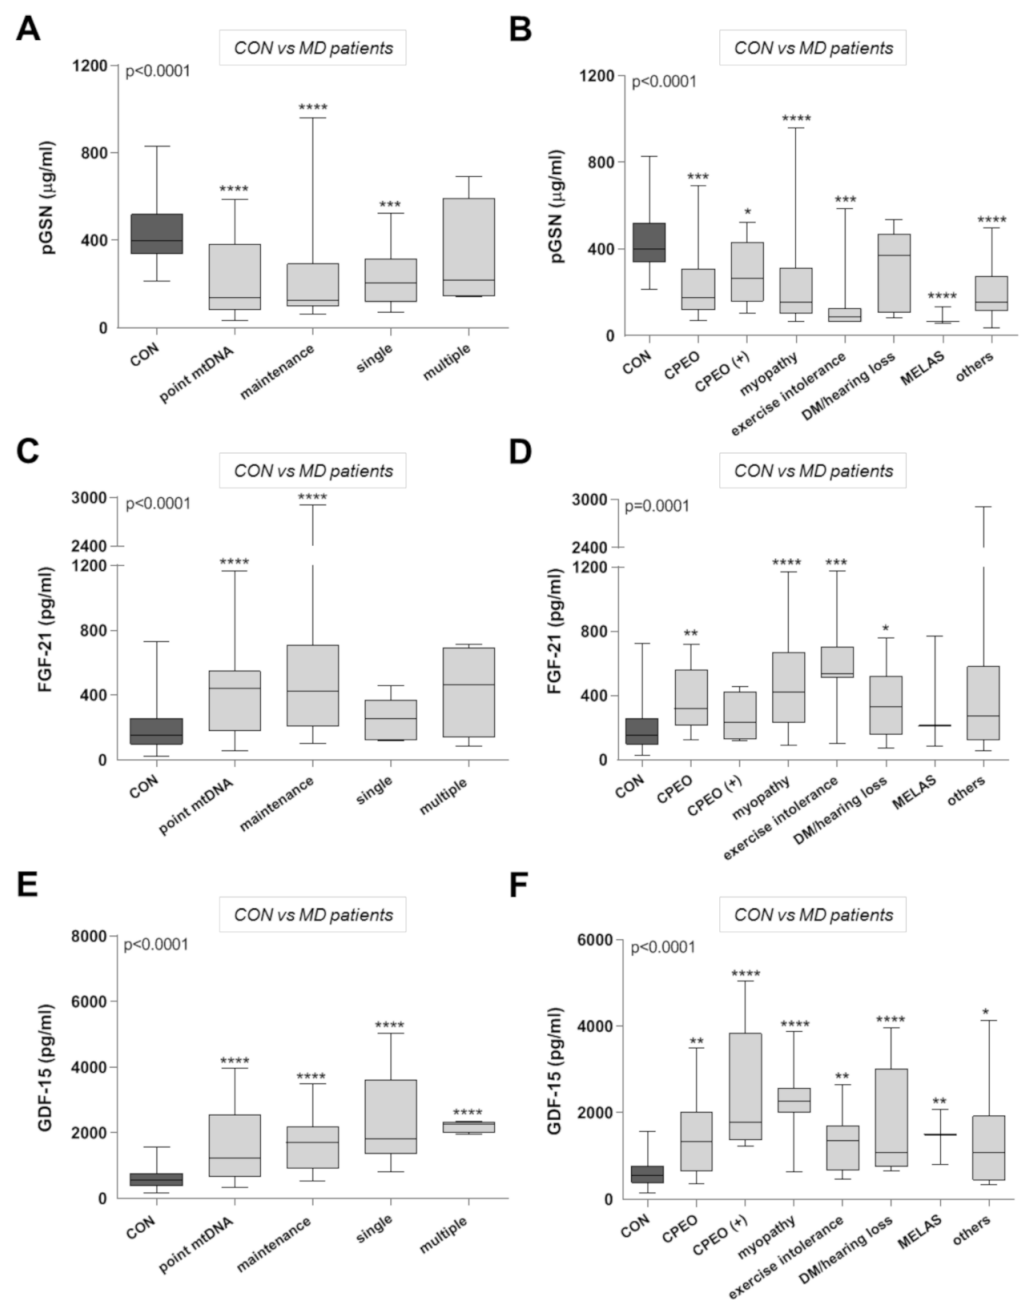 A
CON vs MD patients
p<0.0001
****
****
***
pGSN (μg/ml)
1200
800
400
0
CON
point mtDNA
maintenance
single
multiple
B
CON vs MD patients
p<0.0001
***
*
****
***
****
****
pGSN (μg/ml)
1200
800
400
0
CON
CPEO
CPEO (+)
myopathy
exercise intolerance
DM/hearing loss
MELAS
others
C
CON vs MD patients
p<0.0001
****
****
FGF-21 (pg/ml)
3000
2400
1200
800
400
0
CON
point mtDNA
maintenance
single
multiple
D
CON vs MD patients
p=0.0001
**
****
***
*
FGF-21 (pg/ml)
3000
2400
1200
800
400
0
CON
CPEO
CPEO (+)
myopathy
exercise intolerance
DM/hearing loss
MELAS
others
E
CON vs MD patients
p<0.0001
****
****
****
****
GDF-15 (pg/ml)
8000
6000
4000
2000
0
CON
point mtDNA
maintenance
single
multiple
F
CON vs MD patients
p<0.0001
**
****
****
**
****
**
*
GDF-15 (pg/ml)
6000
4000
2000
0
CON
CPEO
CPEO (+)
myopathy
exercise intolerance
DM/hearing loss
MELAS
others